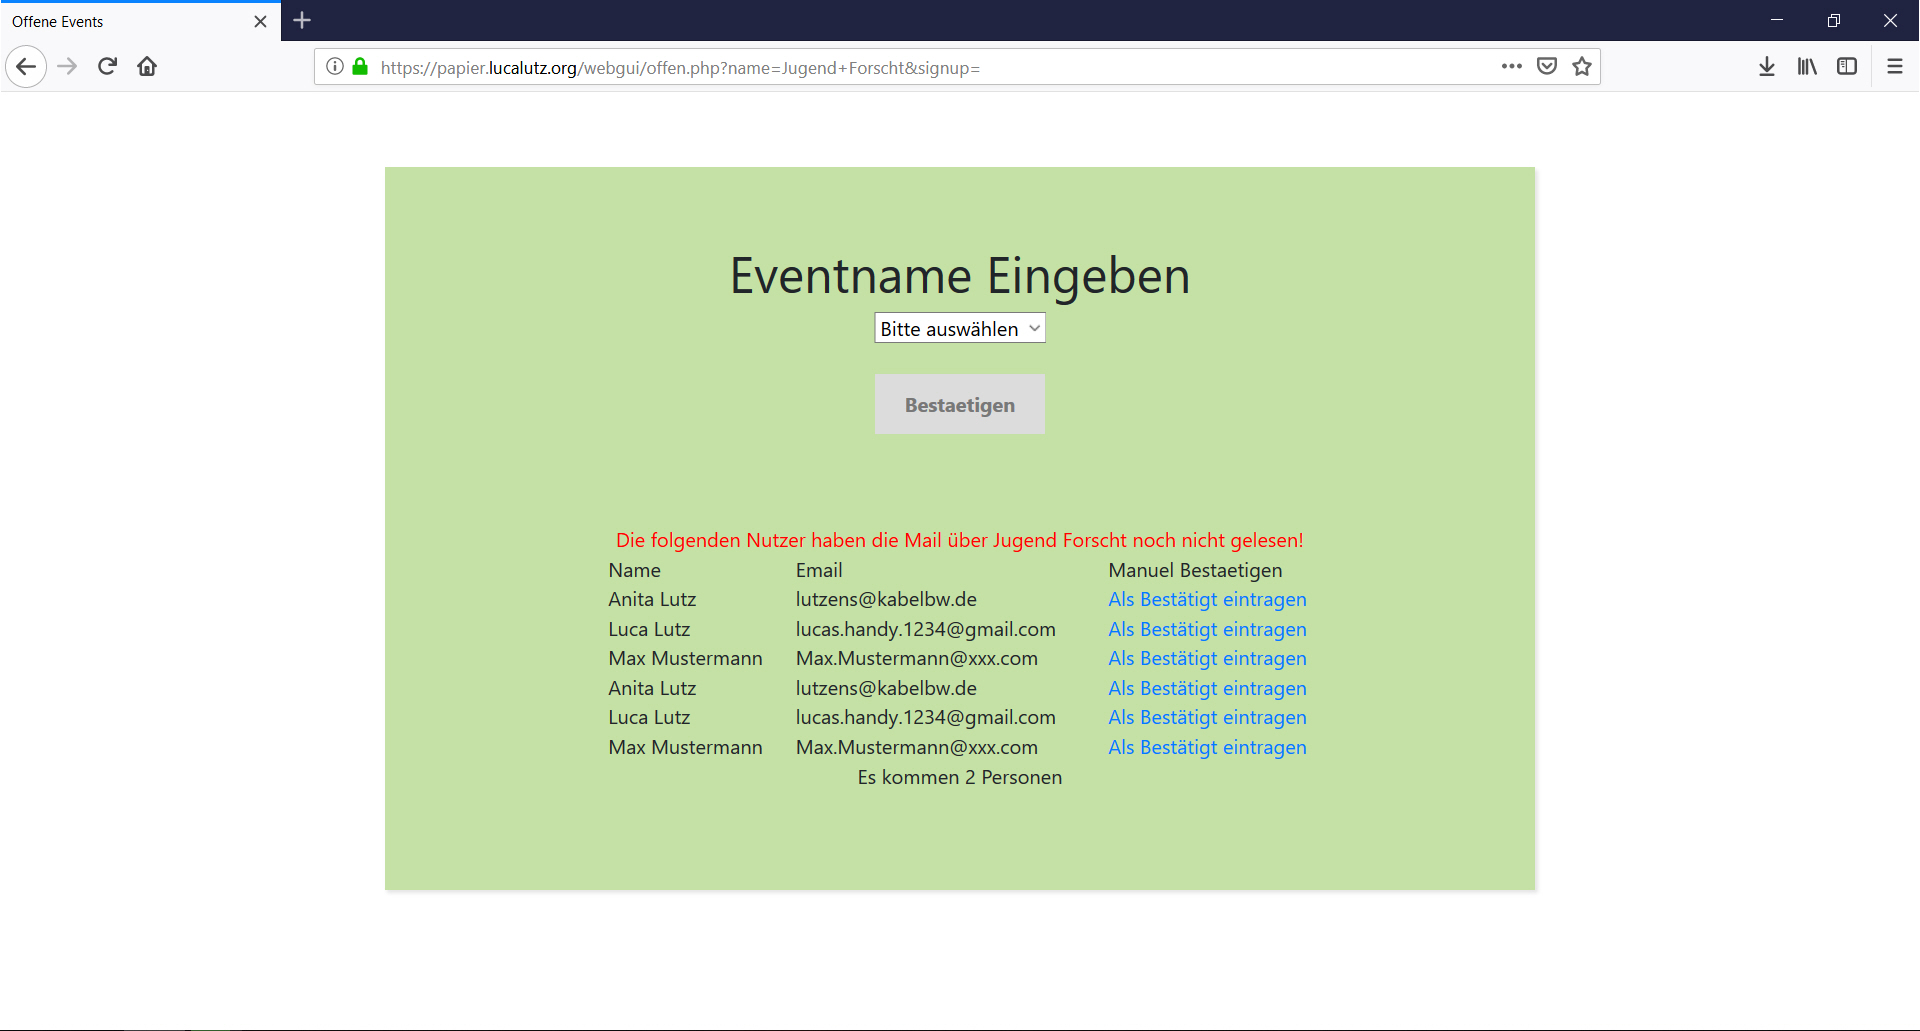 Offene Events
https://papier.lucalutz.org/webgui/offen.php?name=Jugend+Forscht&signup=
Eventname Eingeben
Bitte auswählen
Bestaetigen
Die folgenden Nutzer haben die Mail über Jugend Forscht noch nicht gelesen!
Name Email Manuel Bestaetigen
Anita Lutz lutzens@kabelbw.de Als Bestätigt eintragen
Luca Lutz lucas.handy.1234@gmail.com Als Bestätigt eintragen
Max Mustermann Max.Mustermann@xxx.com Als Bestätigt eintragen
Anita Lutz lutzens@kabelbw.de Als Bestätigt eintragen
Luca Lutz lucas.handy.1234@gmail.com Als Bestätigt eintragen
Max Mustermann Max.Mustermann@xxx.com Als Bestätigt eintragen
Es kommen 2 Personen